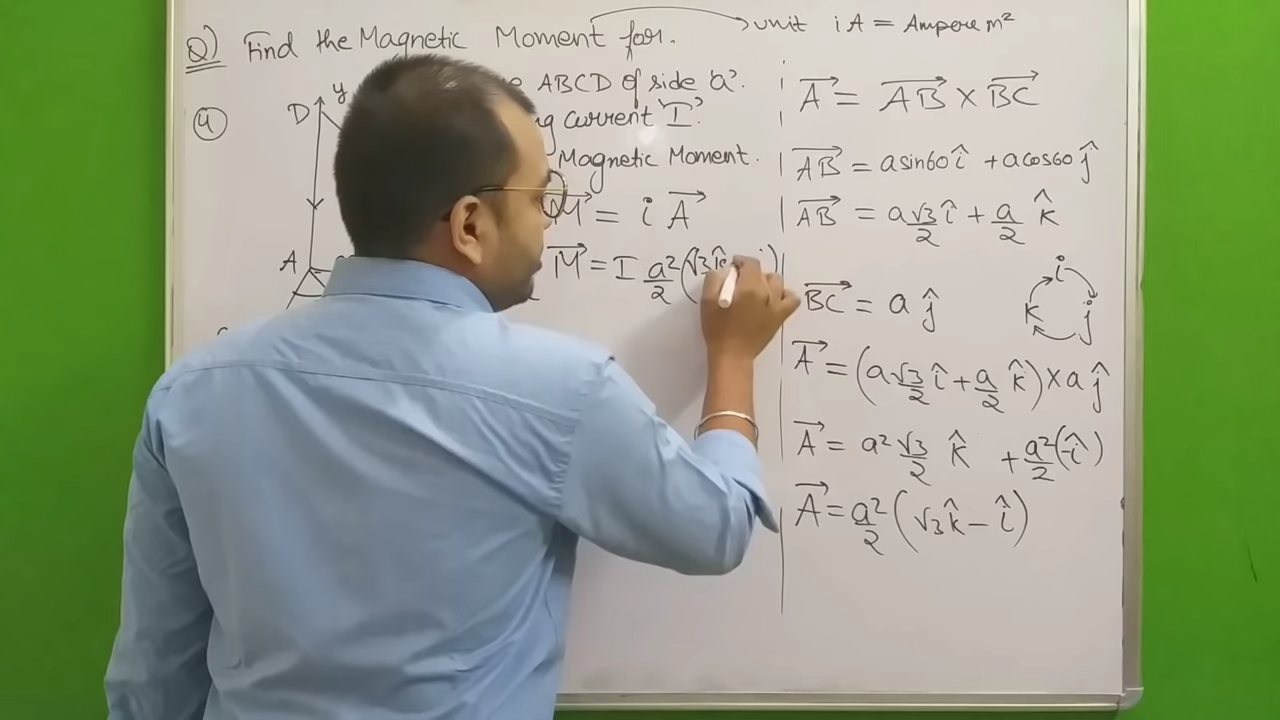 Q) Find the Magnetic Moment for. unit i A = Ampere m²
ABCD of side 'a'.
4
D y
current 'I'.
Magnetic Moment.
M⃗ = i A⃗
A
M⃗ = I a²/2 (√3 k̂ - i
A⃗ = AB⃗ × BC⃗
AB⃗ = a sin60 î + a cos60 ĵ
AB⃗ = a√3/2 î + a/2 k̂
BC⃗ = a ĵ
i
k j
A⃗ = (a√3/2 î + a/2 k̂) × a ĵ
A⃗ = a² √3/2 k̂ + a²/2 (-î)
A⃗ = a²/2 (√3 k̂ - î)